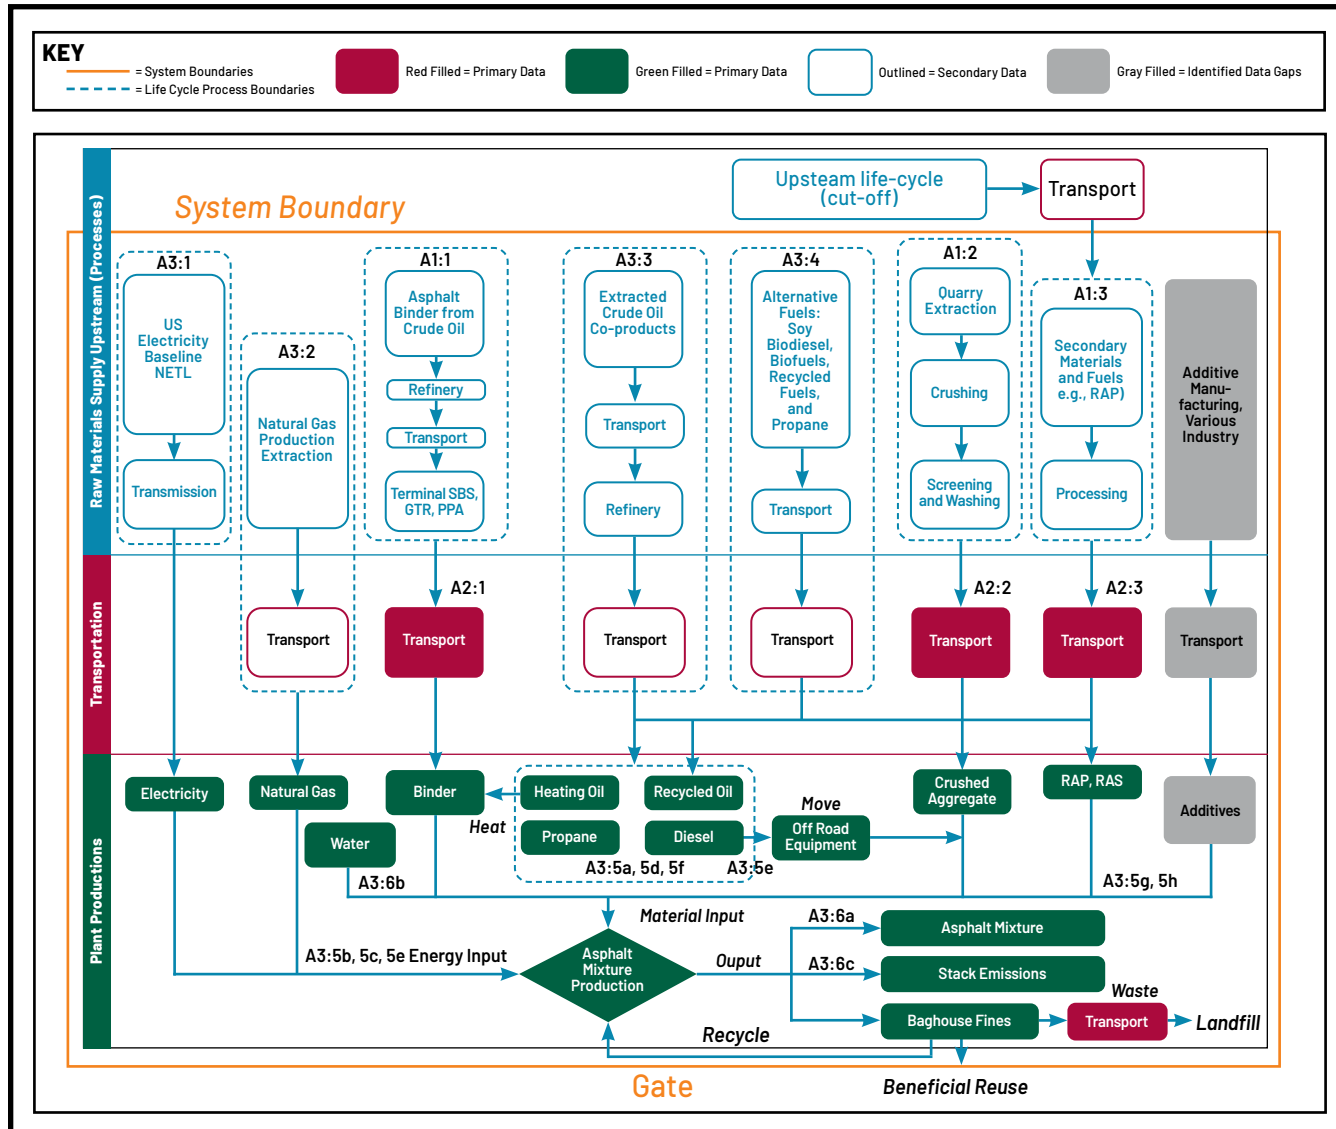 KEY
= System Boundaries
= Life Cycle Process Boundaries
Red Filled = Primary Data
Green Filled = Primary Data
Outlined = Secondary Data
Gray Filled = Identified Data Gaps
Raw Materials Supply Upstream (Processes)
System Boundary
Upsteam life-cycle
(cut-off)
Transport
A3:1
US
Electricity
Baseline
NETL
Transmission
A3:2
Natural Gas
Production
Extraction
A1:1
Asphalt
Binder from
Crude Oil
Refinery
Transport
Terminal SBS,
GTR, PPA
A3:3
Extracted
Crude Oil
Co-products
Transport
Refinery
A3:4
Alternative
Fuels:
Soy
Biodiesel,
Biofuels,
Recycled
Fuels,
and
Propane
Transport
A1:2
Quarry
Extraction
Crushing
Screening
and Washing
A1:3
Secondary
Materials
and Fuels
e.g., RAP)
Processing
Additive
Manu-
facturing,
Various
Industry
Transportation
A2:1
A2:2
A2:3
Transport
Transport
Transport
Transport
Transport
Transport
Transport
Plant Productions
Electricity
Natural Gas
Binder
Heating Oil
Recycled Oil
Crushed
Aggregate
RAP, RAS
Additives
Heat
Move
Water
Propane
Diesel
Off Road
Equipment
A3:6b
A3:5a, 5d, 5f
A3:5e
A3:5g, 5h
Material Input
A3:5b, 5c, 5e Energy Input
Asphalt
Mixture
Production
Ouput
A3:6a
Asphalt Mixture
A3:6c
Stack Emissions
Waste
Baghouse Fines
Transport
Landfill
Recycle
Gate
Beneficial Reuse